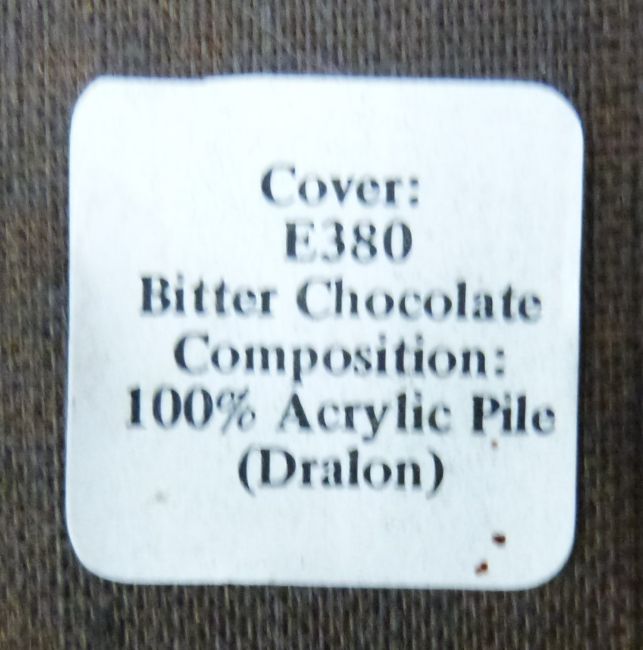 Cover:
E380
Bitter Chocolate
Composition:
100% Acrylic Pile
(Dralon)